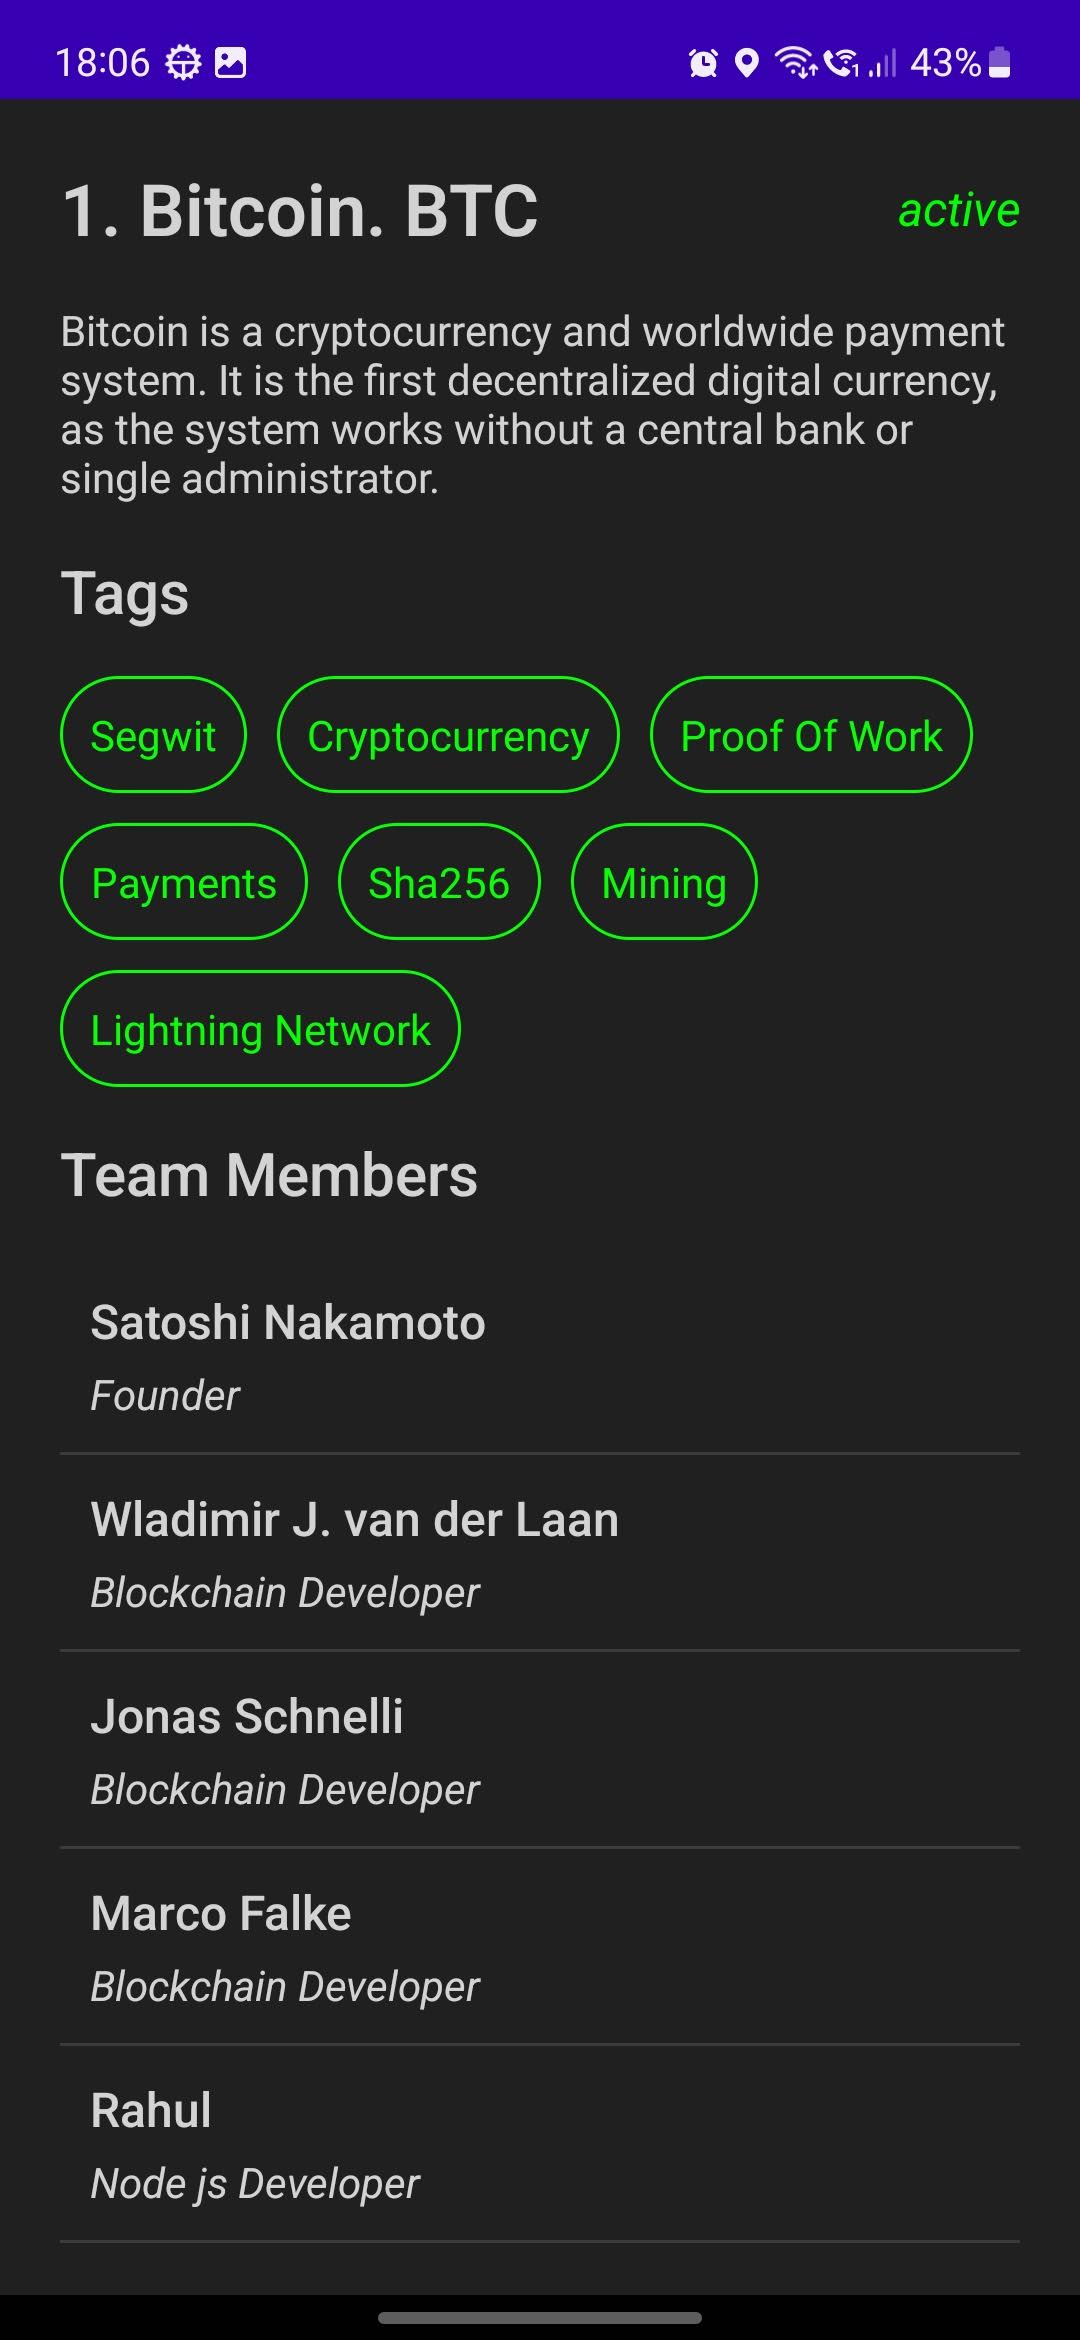 18:06
43%
1. Bitcoin. BTC
active
Bitcoin is a cryptocurrency and worldwide payment
system. It is the first decentralized digital currency,
as the system works without a central bank or
single administrator.
Tags
Segwit Cryptocurrency Proof Of Work
Payments Sha256 Mining
Lightning Network
Team Members
Satoshi Nakamoto
Founder
Wladimir J. van der Laan
Blockchain Developer
Jonas Schnelli
Blockchain Developer
Marco Falke
Blockchain Developer
Rahul
Node js Developer